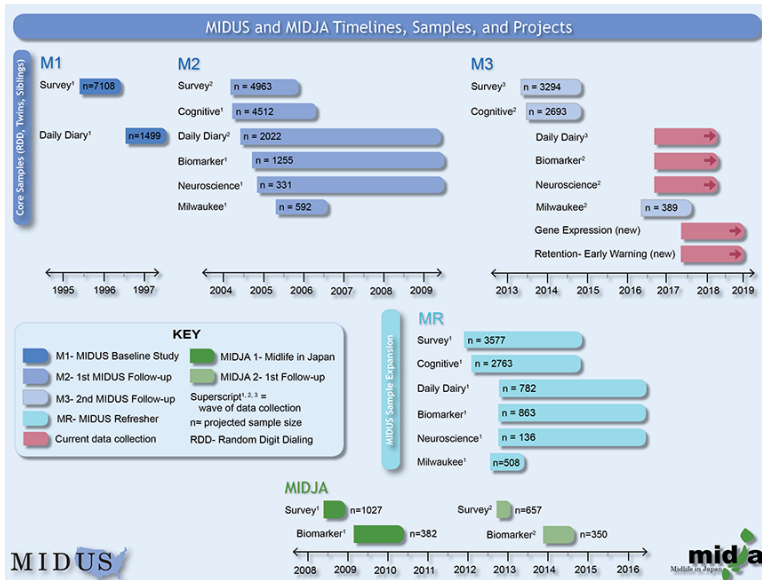 MIDUS and MIDJA Timelines, Samples, and Projects
Core Samples (RDD, Twins, Siblings)
M1
Survey¹ n=7108
Daily Diary¹ n=1499
1995 1996 1997
M2
Survey² n = 4963
Cognitive¹ n = 4512
Daily Diary² n = 2022
Biomarker¹ n = 1255
Neuroscience¹ n = 331
Milwaukee¹ n = 592
2004 2005 2006 2007 2008 2009
M3
Survey³ n = 3294
Cognitive² n = 2693
Daily Dairy³
Biomarker²
Neuroscience²
Milwaukee² n = 389
Gene Expression (new)
Retention- Early Warning (new)
2013 2014 2015 2016 2017 2018 2019
KEY
M1- MIDUS Baseline Study
M2- 1st MIDUS Follow-up
M3- 2nd MIDUS Follow-up
MR- MIDUS Refresher
Current data collection
MIDJA 1- Midlife in Japan
MIDJA 2- 1st Follow-up
Superscript¹, ², ³ =
wave of data collection
n= projected sample size
RDD- Random Digit Dialing
MIDUS Sample Expansion
MR
Survey¹ n = 3577
Cognitive¹ n = 2763
Daily Dairy¹ n = 782
Biomarker¹ n = 863
Neuroscience¹ n = 136
Milwaukee¹ n=508
MIDJA
Survey¹ n=1027 Survey² n=657
Biomarker¹ n=382 Biomarker² n=350
2008 2009 2010 2011 2012 2013 2014 2015 2016
MIDUS
midja
Midlife in Japan